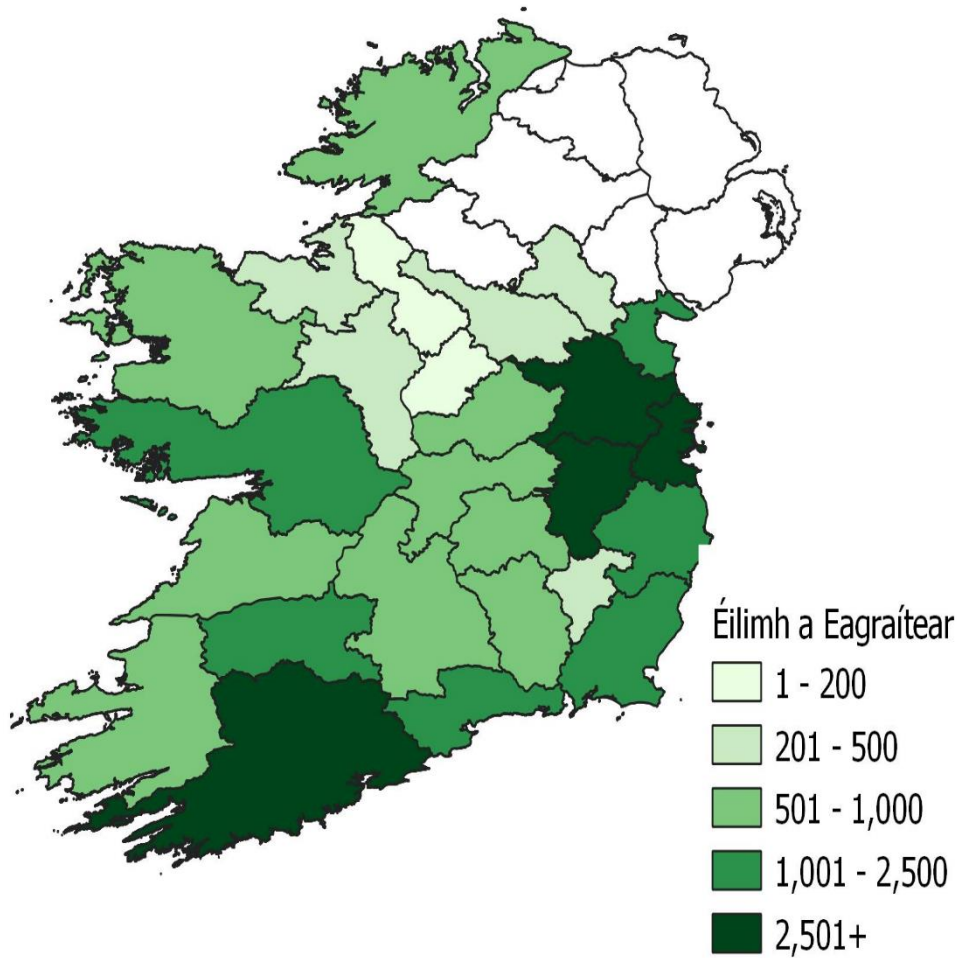 Éilimh a Eagraítear
1 - 200
201 - 500
501 - 1,000
1,001 - 2,500
2,501+